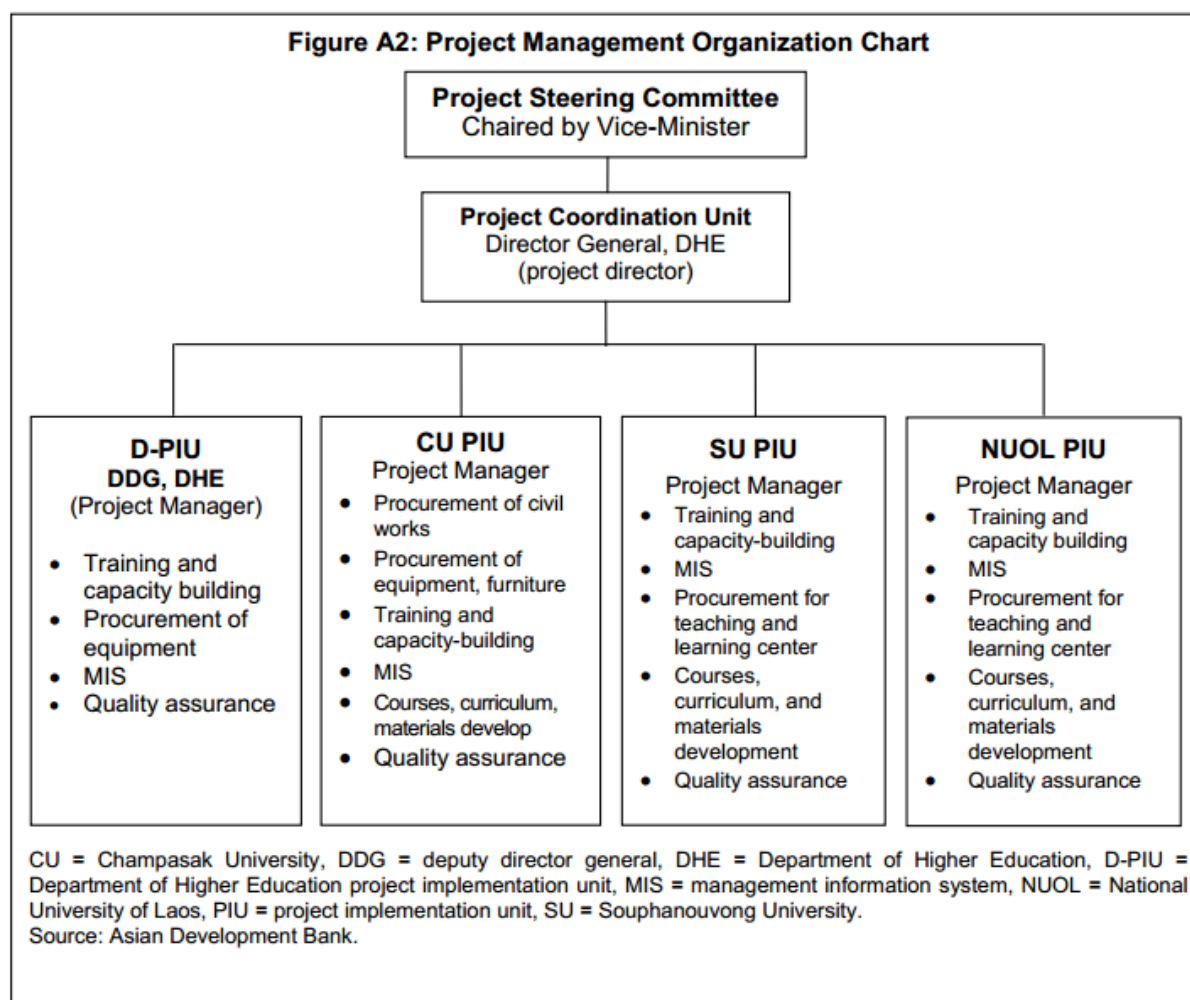 Figure A2: Project Management Organization Chart
Project Steering Committee
Chaired by Vice-Minister
Project Coordination Unit
Director General, DHE
(project director)
D-PIU
DDG, DHE
(Project Manager)
• Training and
capacity building
• Procurement of
equipment
• MIS
• Quality assurance
CU PIU
Project Manager
• Procurement of civil
works
• Procurement of
equipment, furniture
• Training and
capacity-building
• MIS
• Courses, curriculum,
materials develop
• Quality assurance
SU PIU
Project Manager
• Training and
capacity-building
• MIS
• Procurement for
teaching and
learning center
• Courses,
curriculum, and
materials
development
• Quality assurance
NUOL PIU
Project Manager
• Training and
capacity building
• MIS
• Procurement for
teaching and
learning center
• Courses,
curriculum, and
materials
development
• Quality assurance
CU = Champasak University, DDG = deputy director general, DHE = Department of Higher Education, D-PIU =
Department of Higher Education project implementation unit, MIS = management information system, NUOL = National
University of Laos, PIU = project implementation unit, SU = Souphanouvong University.
Source: Asian Development Bank.